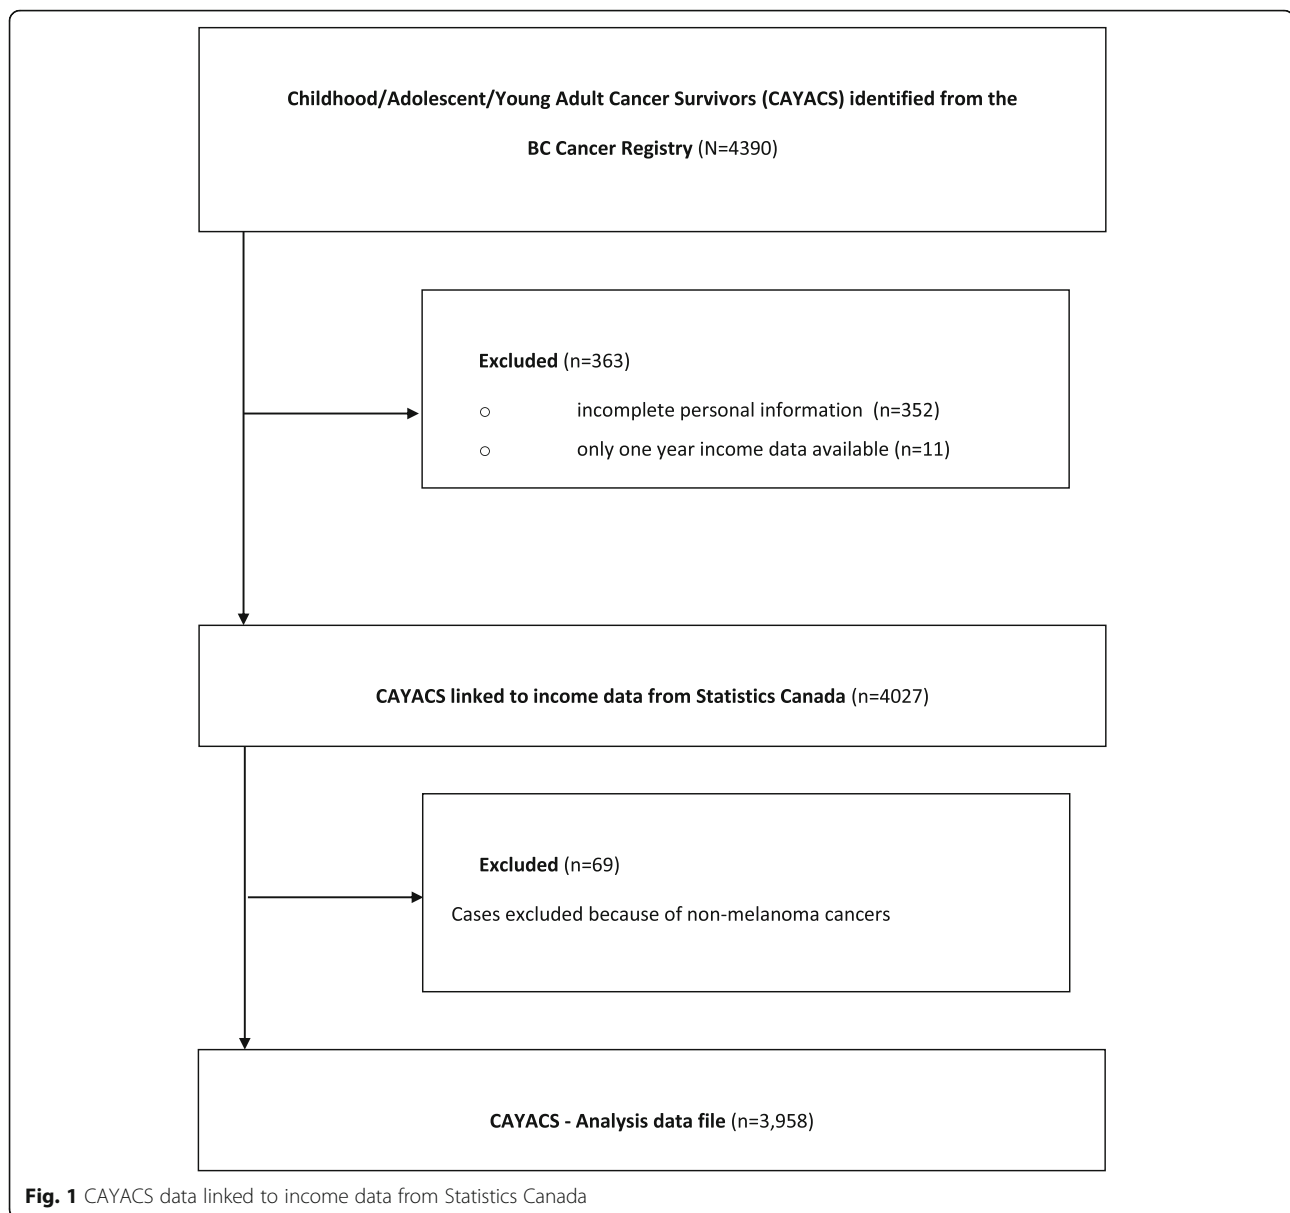 Childhood/Adolescent/Young Adult Cancer Survivors (CAYACS) identified from the
BC Cancer Registry (N=4390)
Excluded (n=363)
○ incomplete personal information (n=352)
○ only one year income data available (n=11)
CAYACS linked to income data from Statistics Canada (n=4027)
Excluded (n=69)
Cases excluded because of non-melanoma cancers
CAYACS - Analysis data file (n=3,958)
Fig. 1 CAYACS data linked to income data from Statistics Canada